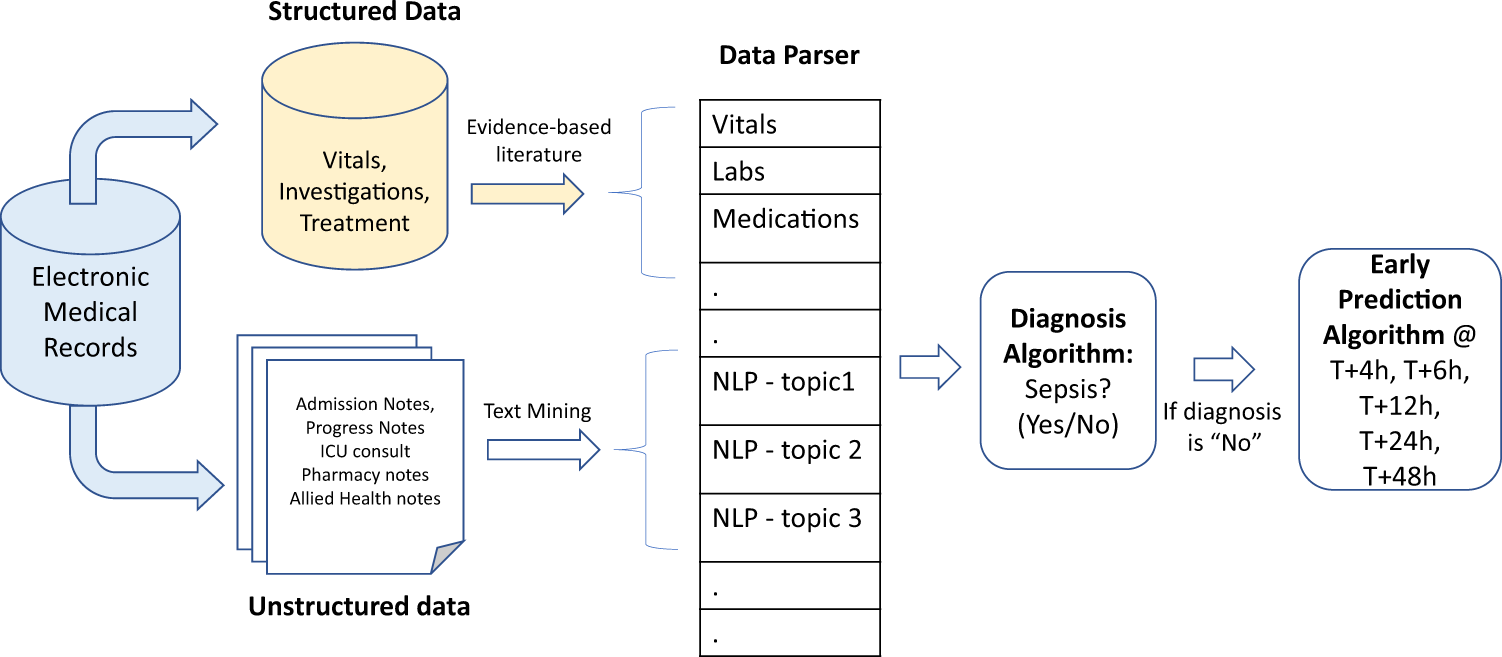 Structured Data
Vitals,
Investigations,
Treatment
Electronic
Medical
Records
Evidence-based
literature
Admission Notes,
Progress Notes
ICU consult
Pharmacy notes
Allied Health notes
Unstructured data
Text Mining
Data Parser
Vitals
Labs
Medications
.
.
NLP - topic1
NLP - topic 2
NLP - topic 3
.
.
Diagnosis
Algorithm:
Sepsis?
(Yes/No)
If diagnosis
is “No”
Early
Prediction
Algorithm @
T+4h, T+6h,
T+12h,
T+24h,
T+48h